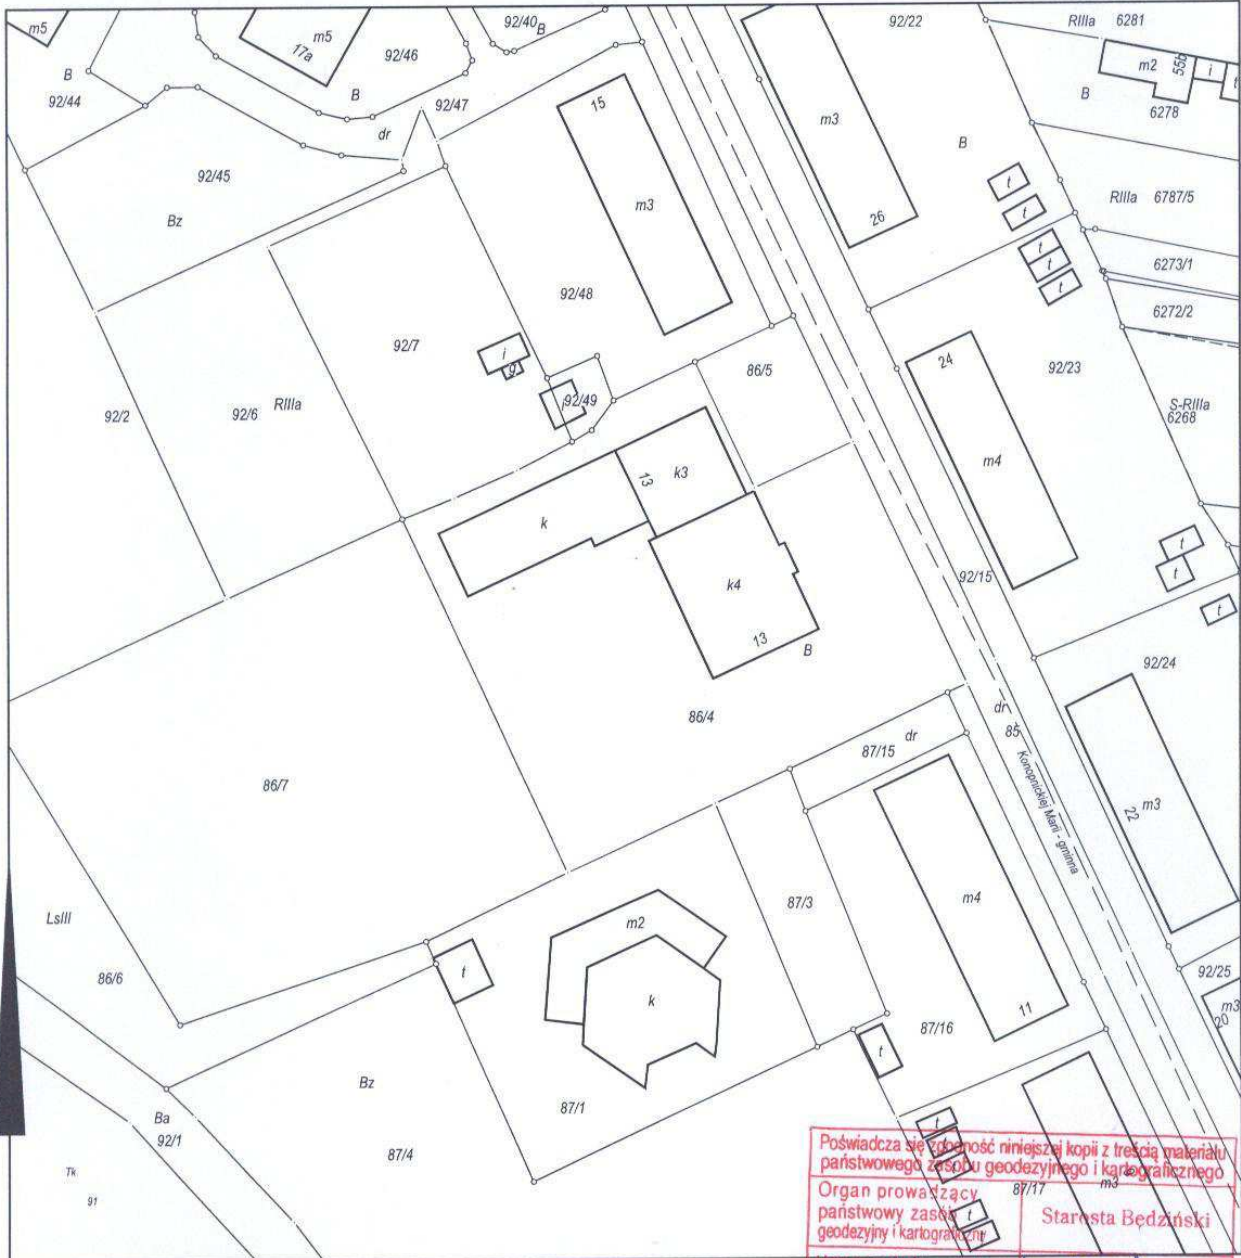 m5
m5
17a
92/46
92/40
B
92/22
RIIIa 6281
m2
55b
i
t
B
92/44
B
92/47
15
m3
B
6278
dr
B
92/45
Bz
m3
26
t
t
RIIIa 6787/5
t
t
t
6273/1
6272/2
92/48
92/7
i
g
86/5
24
92/23
92/2
92/6
RIIIa
i
92/49
S-RIIIa
6268
m4
13
k3
k
t
t
t
k4
92/15
13
B
92/24
86/4
dr
85
dr
87/15
86/7
Konopnickiej Marii - gminna
22
m3
LsIII
m2
87/3
m4
86/6
t
k
92/25
m3
20
11
87/16
t
Bz
Ba
92/1
87/1
87/4
Tk
91
t
t
t
87/17
m3
t
t
Poświadcza się zgodność niniejszej kopii z treścią materiału
państwowego zasobu geodezyjnego i kartograficznego
Organ prowadzący
państwowy zasób
geodezyjny i kartograficzny
Starosta Będziński